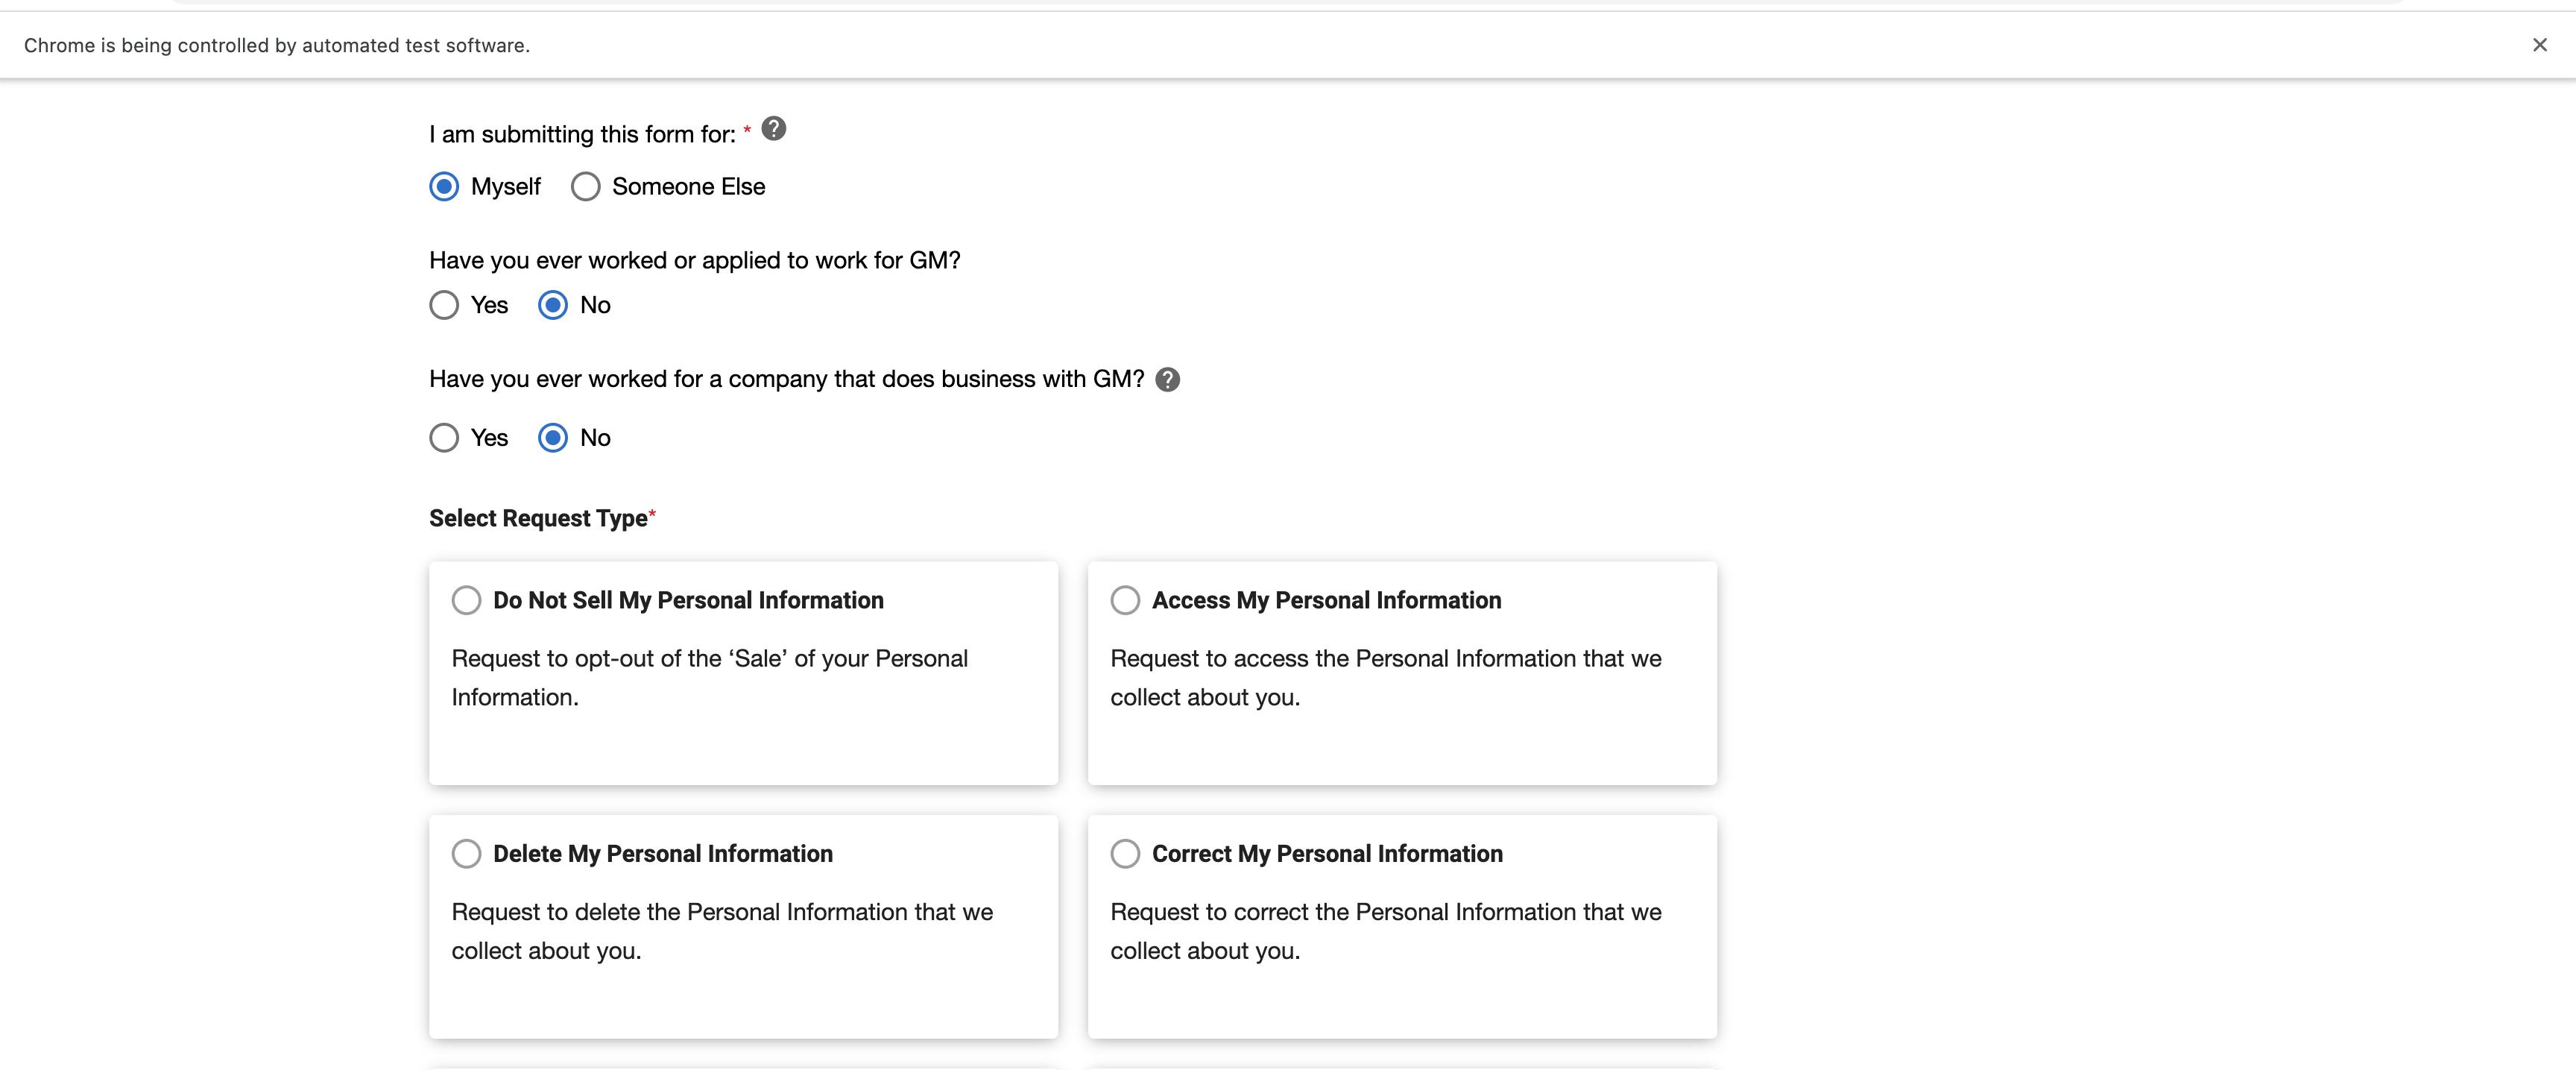 Chrome is being controlled by automated test software.
I am submitting this form for: *
Myself Someone Else
Have you ever worked or applied to work for GM?
Yes No
Have you ever worked for a company that does business with GM?
Yes No
Select Request Type*
Do Not Sell My Personal Information
Request to opt-out of the ‘Sale’ of your Personal
Information.
Access My Personal Information
Request to access the Personal Information that we
collect about you.
Delete My Personal Information
Request to delete the Personal Information that we
collect about you.
Correct My Personal Information
Request to correct the Personal Information that we
collect about you.